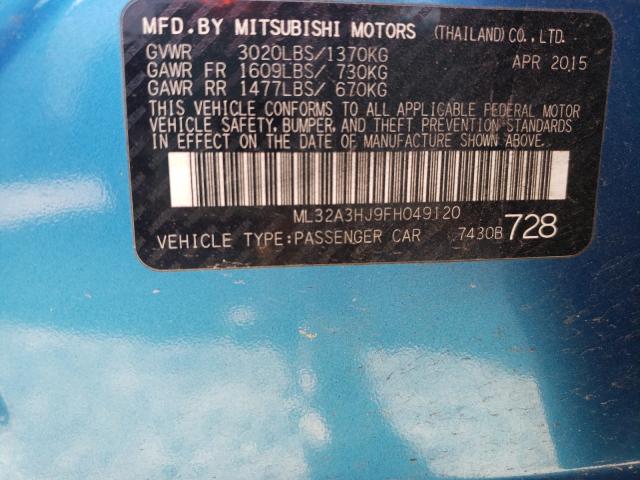 MFD.BY MITSUBISHI MOTORS (THAILAND)CO.,LTD.
GVWR 3020LBS/1370KG APR 2015
GAWR FR 1609LBS/ 730KG
GAWR RR 1477LBS/ 670KG
THIS VEHICLE CONFORMS TO ALL APPLICABLE FEDERAL MOTOR
VEHICLE SAFETY, BUMPER, AND THEFT PREVENTION STANDARDS
IN EFFECT ON THE DATE OF MANUFACTURE SHOWN ABOVE.
ML32A3HJ9FH049120
VEHICLE TYPE:PASSENGER CAR 7430B 728